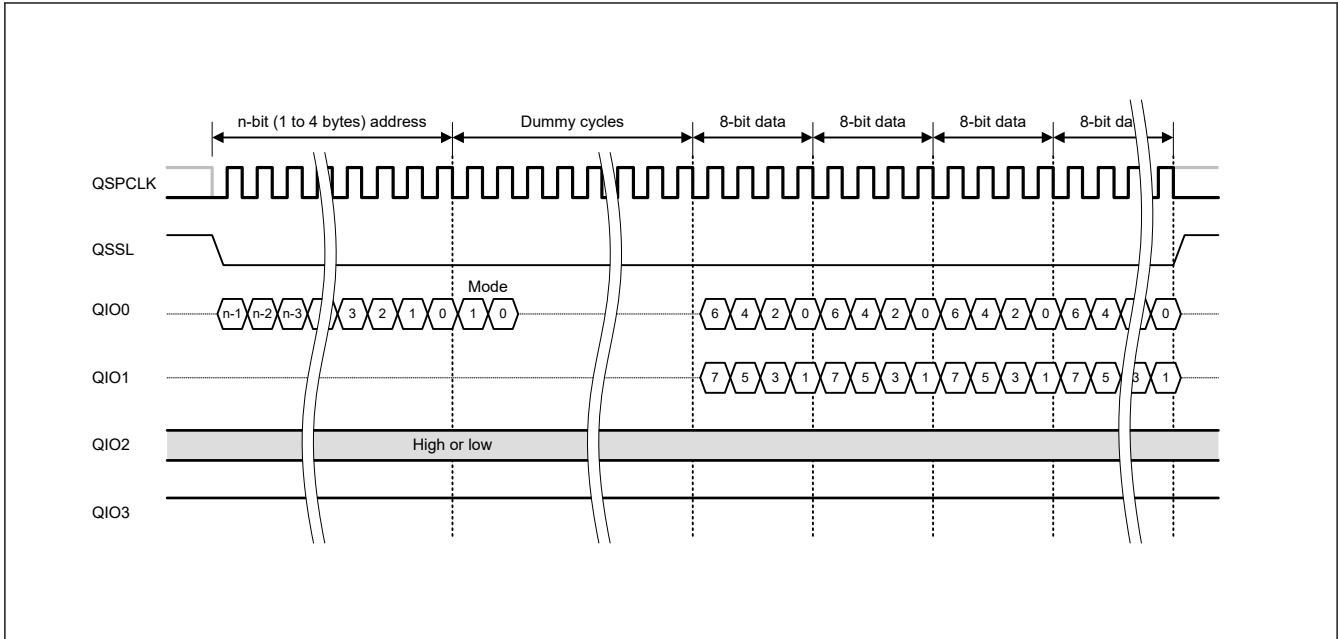 n-bit (1 to 4 bytes) address Dummy cycles 8-bit data 8-bit data 8-bit data 8-bit da
QSPCLK
QSSL
Mode
QIO0 n-1 n-2 n-3 3 2 1 0 1 0 6 4 2 0 6 4 2 0 6 4 2 0 6 4 0
QIO1 7 5 3 1 7 5 3 1 7 5 3 1 7 5 3 1
QIO2 High or low
QIO3